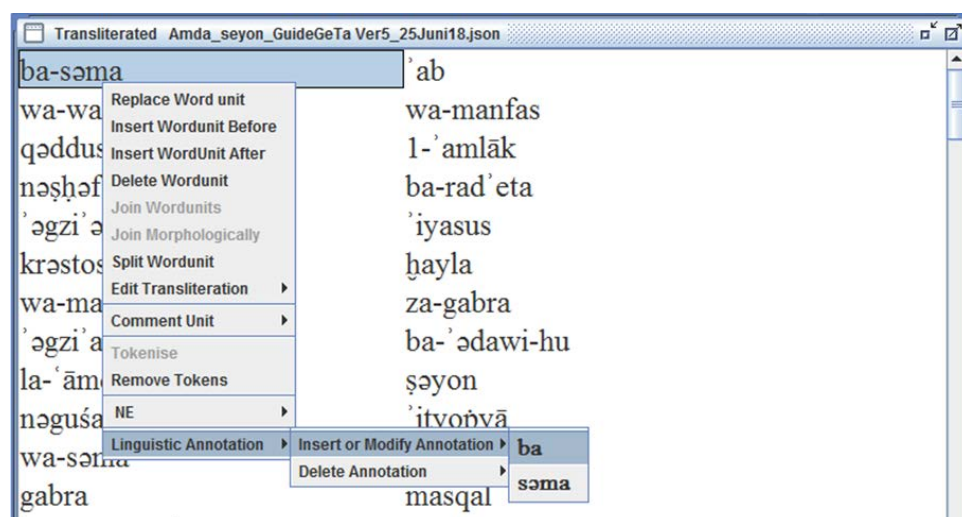 Transliterated Amda_seyon_GuideGeTa Ver5_25Juni18.json
ba-səma ʾab
wa-wa wa-manfas
qəddus 1-ʾamlāk
nəṣḥəf ba-radʾeta
ʾəgziʾə ʾiyasus
krəstos ḫayla
wa-ma za-gabra
ʾəgziʾa ba-ʾədawi-hu
la-ʿām ṣəyon
nəguśa ʾityoṗyā
wa-səma
gabra masqal
Replace Word unit
Insert Wordunit Before
Insert WordUnit After
Delete Wordunit
Join Wordunits
Join Morphologically
Split Wordunit
Edit Transliteration
Comment Unit
Tokenise
Remove Tokens
NE
Linguistic Annotation
Insert or Modify Annotation
Delete Annotation
ba
səma